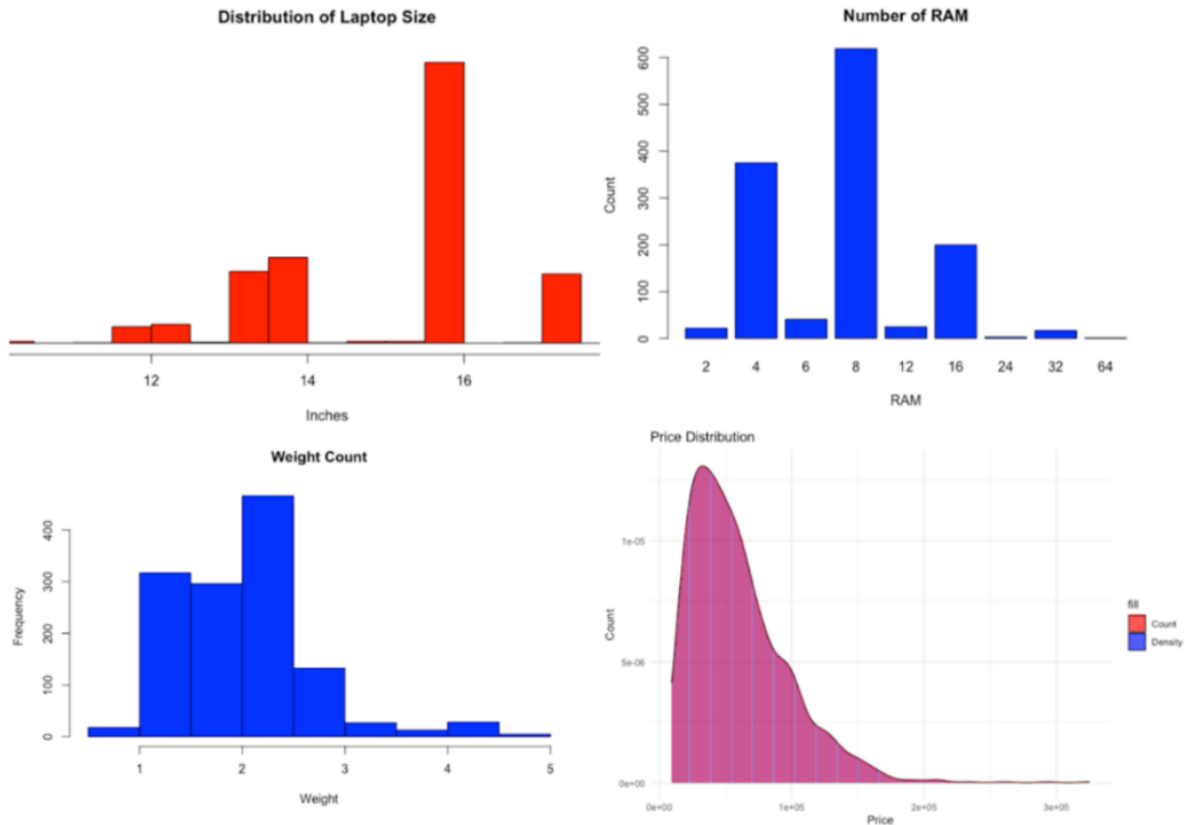 Distribution of Laptop Size
12 14 16
Inches
Number of RAM
600
500
400
300
200
100
0
Count
2 4 6 8 12 16 24 32 64
RAM
Weight Count
400
300
200
100
0
Frequency
1 2 3 4 5
Weight
Price Distribution
1e-05
5e-06
0e+00
Count
0e+00 1e+05 2e+05 3e+05
Price
fill
Count
Density